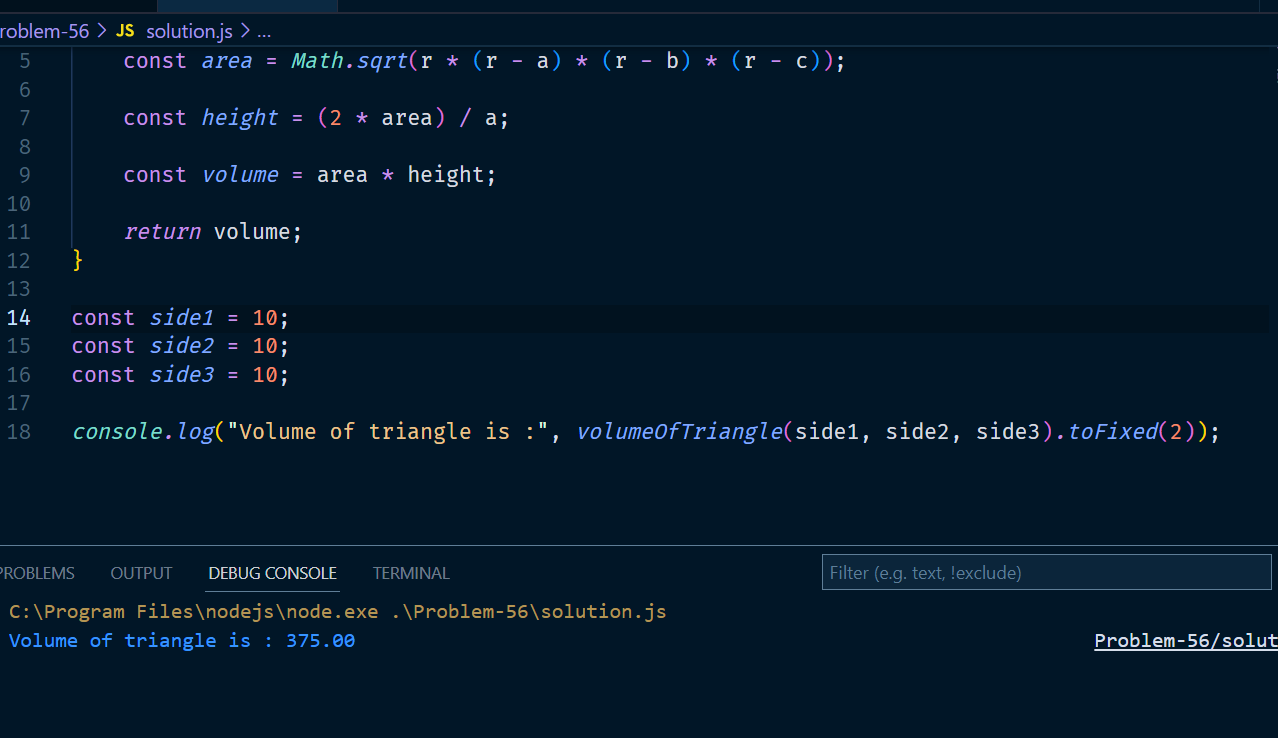 roblem-56 > JS solution.js > ...
5 const area = Math.sqrt(r * (r - a) * (r - b) * (r - c));
6
7 const height = (2 * area) / a;
8
9 const volume = area * height;
10
11 return volume;
12 }
13
14 const side1 = 10;
15 const side2 = 10;
16 const side3 = 10;
17
18 console.log("Volume of triangle is :", volumeOfTriangle(side1, side2, side3).toFixed(2));
PROBLEMS OUTPUT DEBUG CONSOLE TERMINAL Filter (e.g. text, !exclude)
C:\Program Files\nodejs\node.exe .\Problem-56\solution.js
Volume of triangle is : 375.00 Problem-56/solut